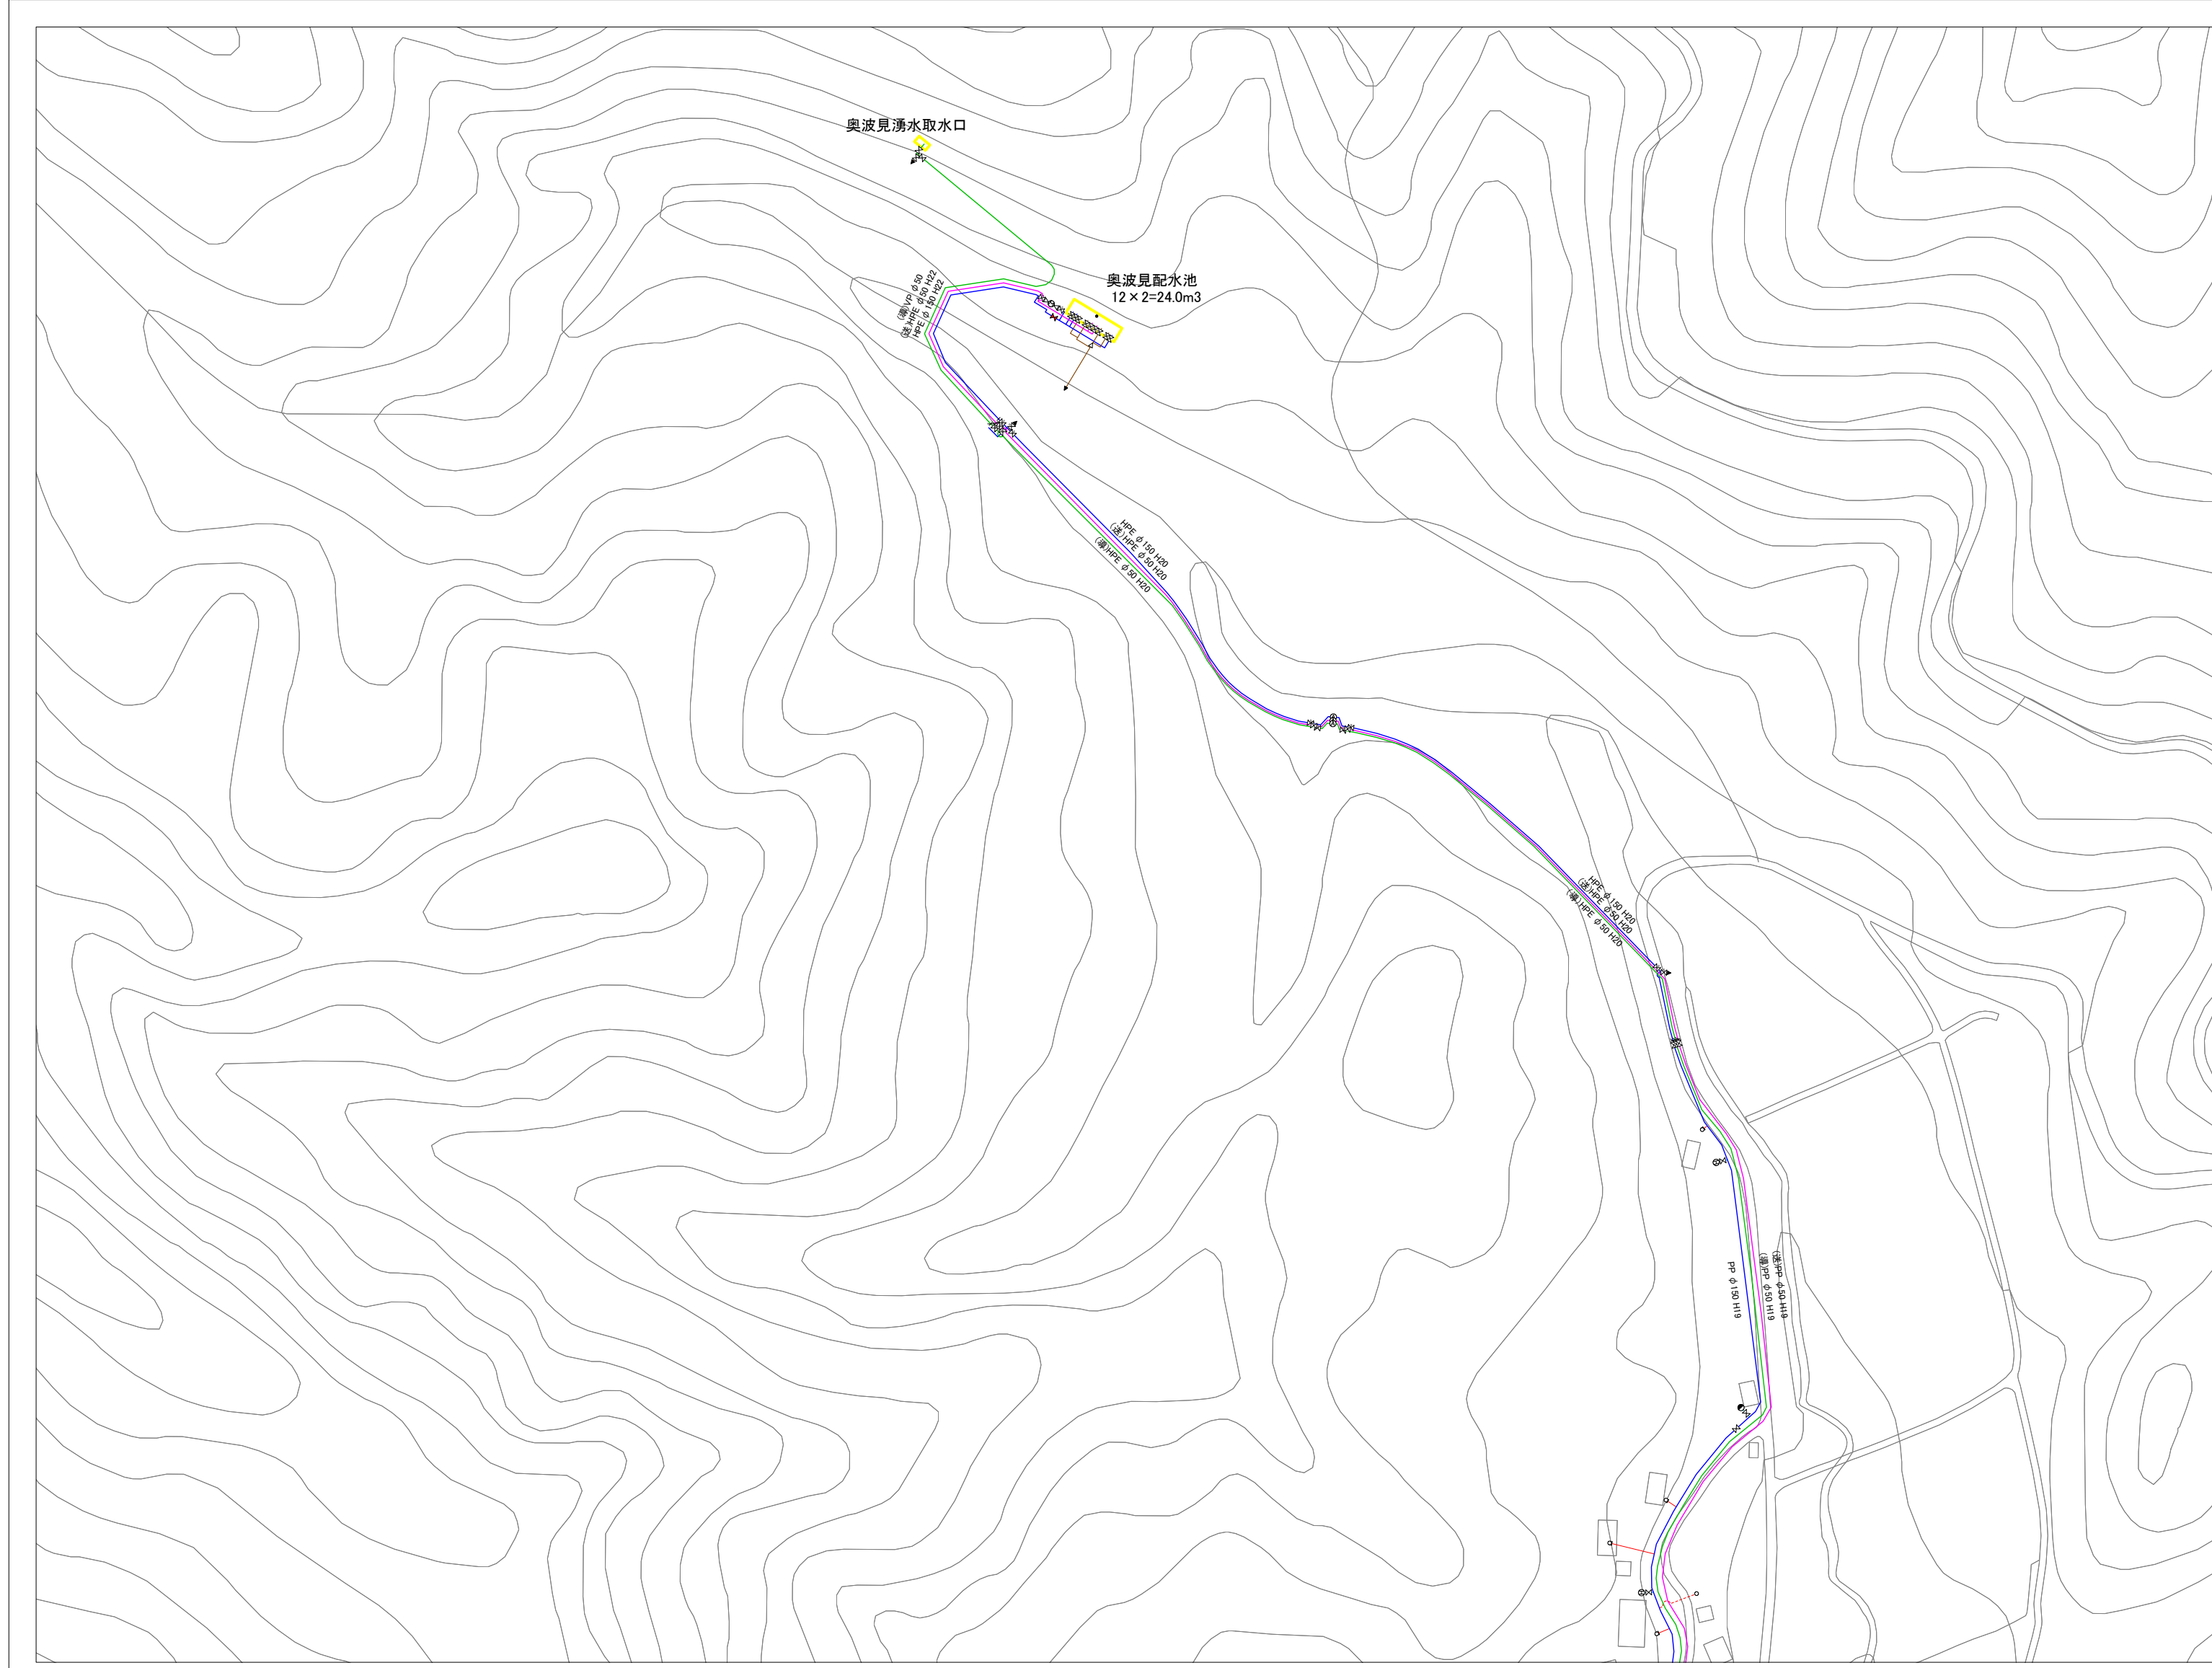 奥波見湧水取水口
奥波見配水池
12×2=24.0m3
(導)VP φ50
(送)HPE φ50 H22
HPE φ150 H22
HPE φ150 H20
(送)HPE φ50 H20
(導)HPE φ50 H20
HPE φ150 H20
(送)HPE φ50 H20
(導)HPE φ50 H20
PP φ150 H19
(導)PP φ50 H19
(送)PP φ50 H19